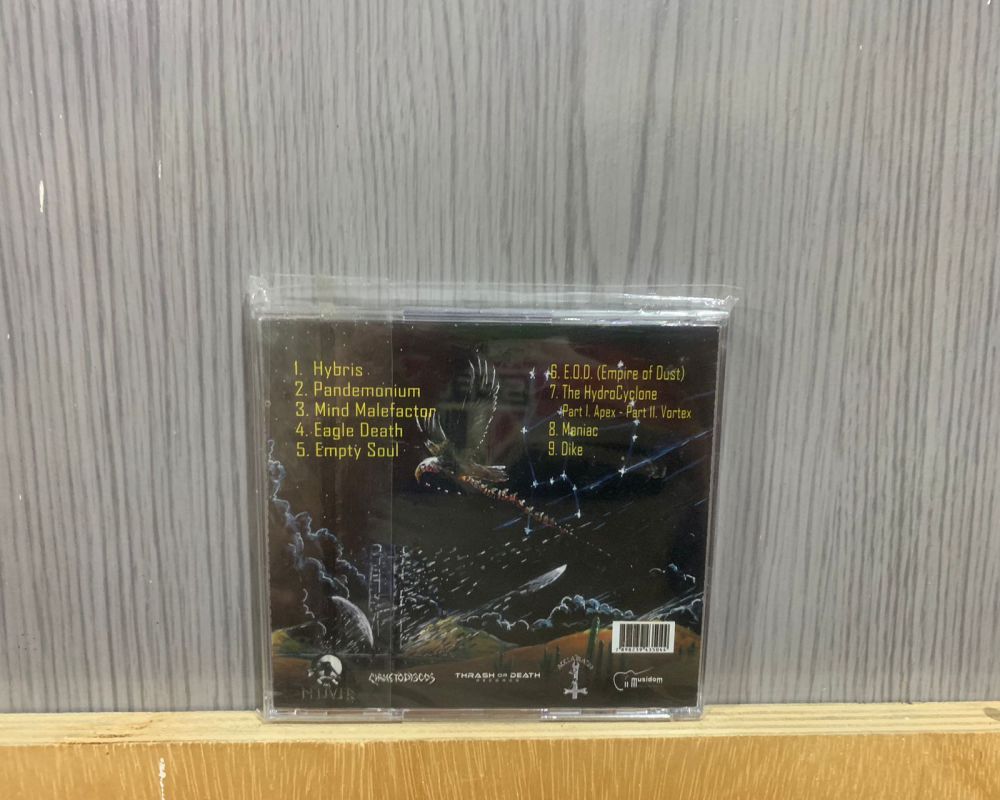 1. Hybris
2. Pandemonium
3. Mind Malefactor
4. Eagle Death
5. Empty Soul
6. E.O.D. (Empire of Dust)
7. The HydroCyclone
Part I. Apex - Part II. Vortex
8. Maniac
9. Dike
THRASH OR DEATH
RECORDS
musidom